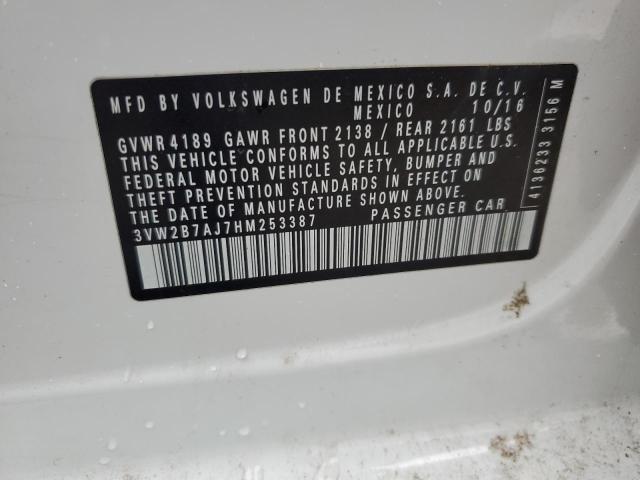 MFD BY VOLKSWAGEN DE MEXICO S.A. DE C.V.
MEXICO 10/16
GVWR 4189 GAWR FRONT 2138 / REAR 2161 LBS
THIS VEHICLE CONFORMS TO ALL APPLICABLE U.S.
FEDERAL MOTOR VEHICLE SAFETY, BUMPER AND
THEFT PREVENTION STANDARDS IN EFFECT ON
THE DATE OF MANUFACTURE SHOWN ABOVE.
3VW2B7AJ7HM253387 PASSENGER CAR
4136233 3156 M